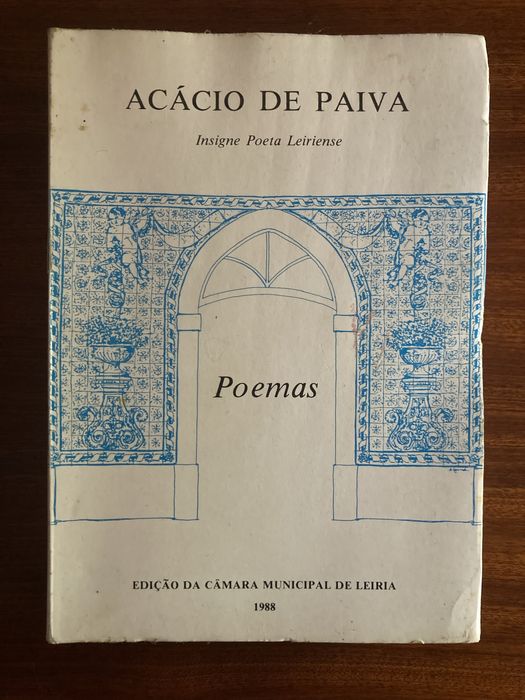 ACÁCIO DE PAIVA
Insigne Poeta Leiriense
Poemas
EDIÇÃO DA CÂMARA MUNICIPAL DE LEIRIA
1988